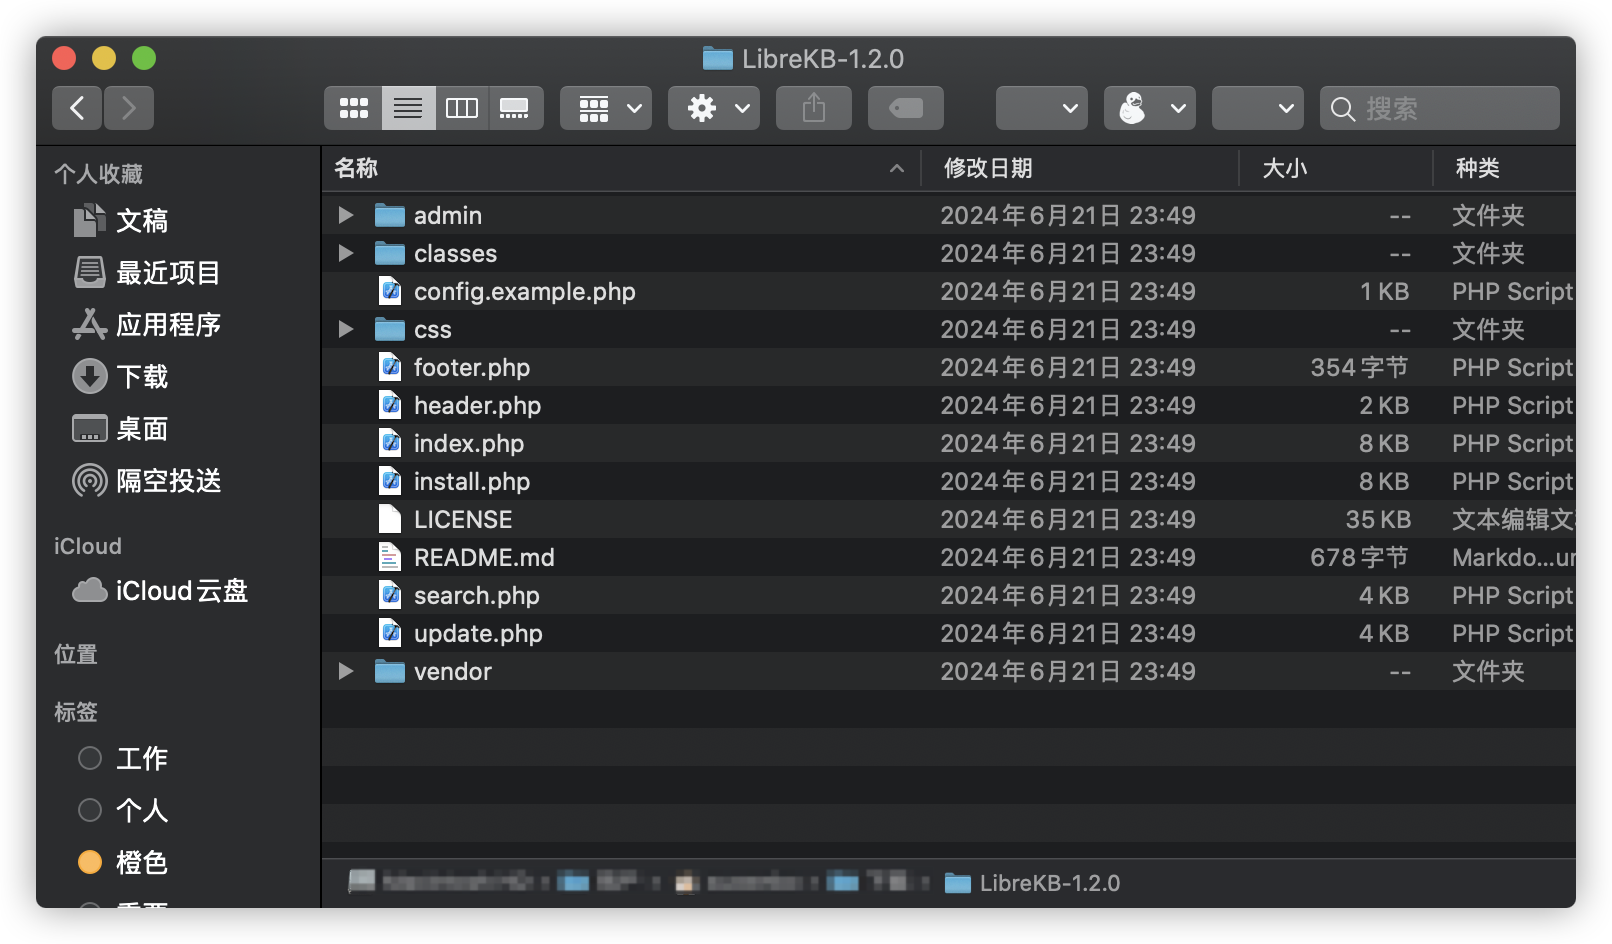 LibreKB-1.2.0
搜索
个人收藏
文稿
最近项目
应用程序
下载
桌面
隔空投送
iCloud
iCloud云盘
位置
标签
工作
个人
橙色
名称 修改日期 大小 种类
admin 2024年6月21日 23:49 -- 文件夹
classes 2024年6月21日 23:49 -- 文件夹
config.example.php 2024年6月21日 23:49 1 KB PHP Script
css 2024年6月21日 23:49 -- 文件夹
footer.php 2024年6月21日 23:49 354 字节 PHP Script
header.php 2024年6月21日 23:49 2 KB PHP Script
index.php 2024年6月21日 23:49 8 KB PHP Script
install.php 2024年6月21日 23:49 8 KB PHP Script
LICENSE 2024年6月21日 23:49 35 KB 文本编辑文
README.md 2024年6月21日 23:49 678 字节 Markdo...un
search.php 2024年6月21日 23:49 4 KB PHP Script
update.php 2024年6月21日 23:49 4 KB PHP Script
vendor 2024年6月21日 23:49 -- 文件夹
LibreKB-1.2.0